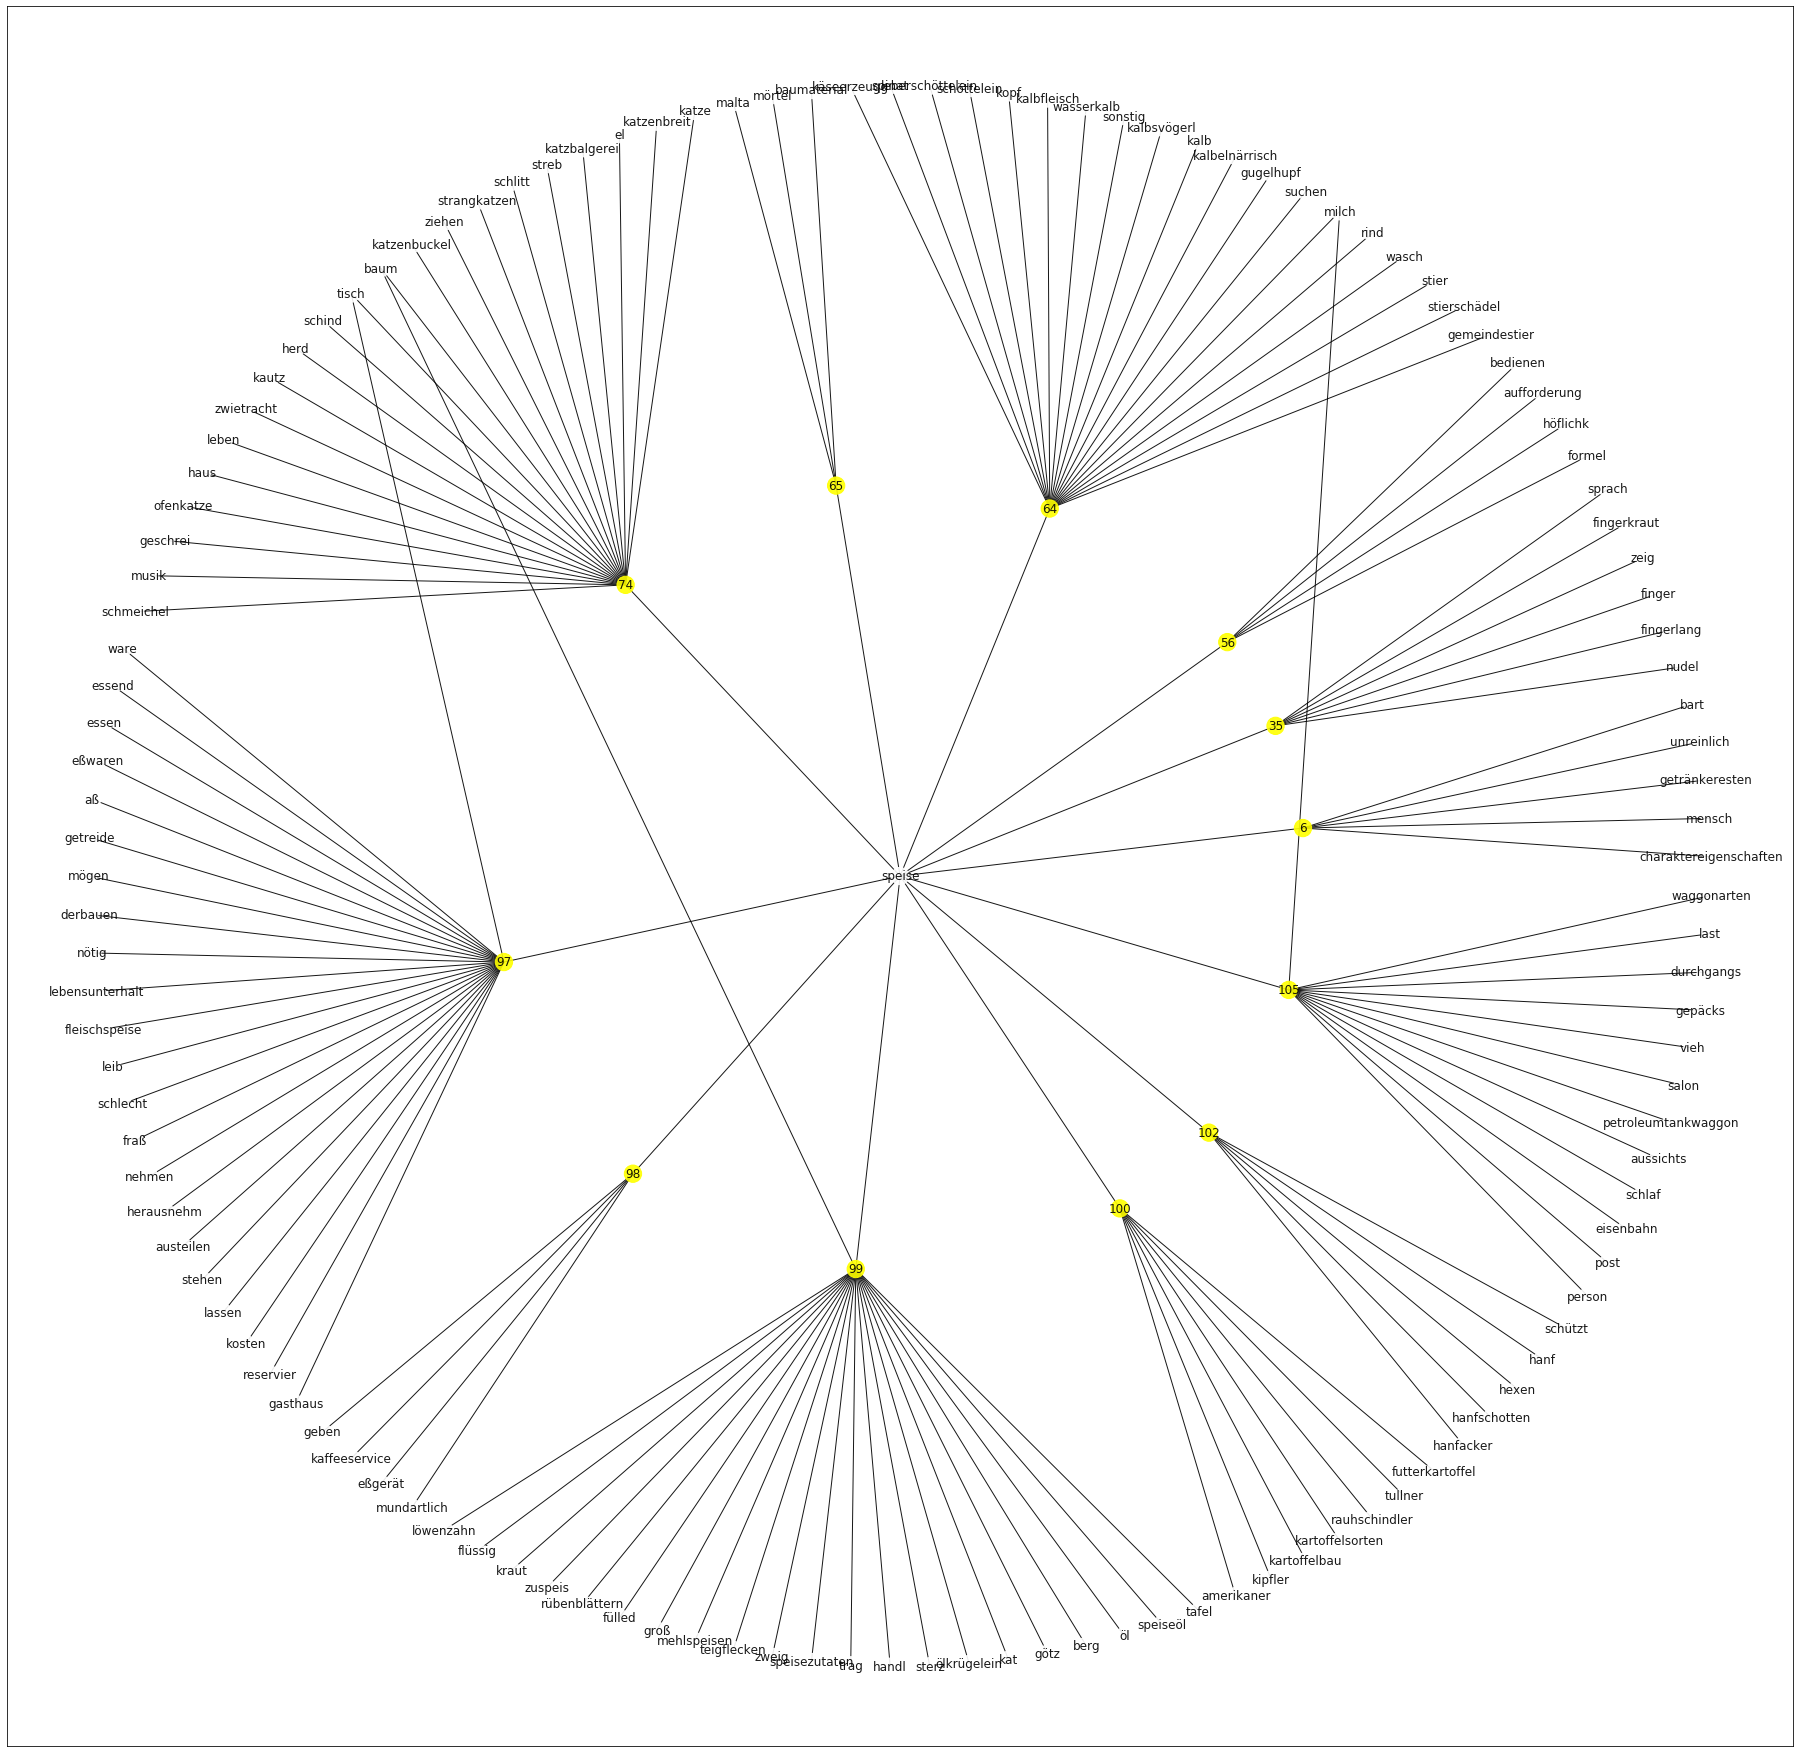 käseerzeugg
leberschöttelein
schöttelein
kopf
kalbfleisch
wasserkalb
sonstig
kalbsvögerl
kalb
kalbelnärrisch
gugelhupf
suchen
milch
rind
wasch
stier
stierschädel
gemeindestier
bedienen
aufforderung
höflichk
formel
sprach
fingerkraut
zeig
finger
fingerlang
nudel
bart
unreinlich
getränkeresten
mensch
charaktereigenschaften
waggonarten
last
durchgangs
gepäcks
vieh
salon
petroleumtankwaggon
aussichts
schlaf
eisenbahn
post
person
schützt
hanf
hexen
hanfschotten
hanfacker
futterkartoffel
tullner
rauhschindler
kartoffelsorten
kartoffelbau
kipfler
amerikaner
tafel
speiseöl
öl
berg
götz
kat
ölkrügelein
sterz
handl
trag
speisezutaten
zweig
teigflecken
mehlspeisen
groß
fülled
rübenblättern
zuspeis
kraut
flüssig
löwenzahn
mundartlich
eßgerät
kaffeeservice
geben
gasthaus
reservier
kosten
lassen
stehen
austeilen
herausnehm
nehmen
fraß
schlecht
leib
fleischspeise
lebensunterhalt
nötig
derbauen
mögen
getreide
aß
eßwaren
essen
essend
ware
schmeichel
musik
geschrei
ofenkatze
haus
leben
zwietracht
kautz
herd
schind
tisch
baum
katzenbuckel
ziehen
strangkatzen
schlitt
streb
katzbalgerei
el
katzenbreit
katze
malta
mörtel
baumaterial
65
64
56
35
6
105
102
100
99
98
97
74
speise